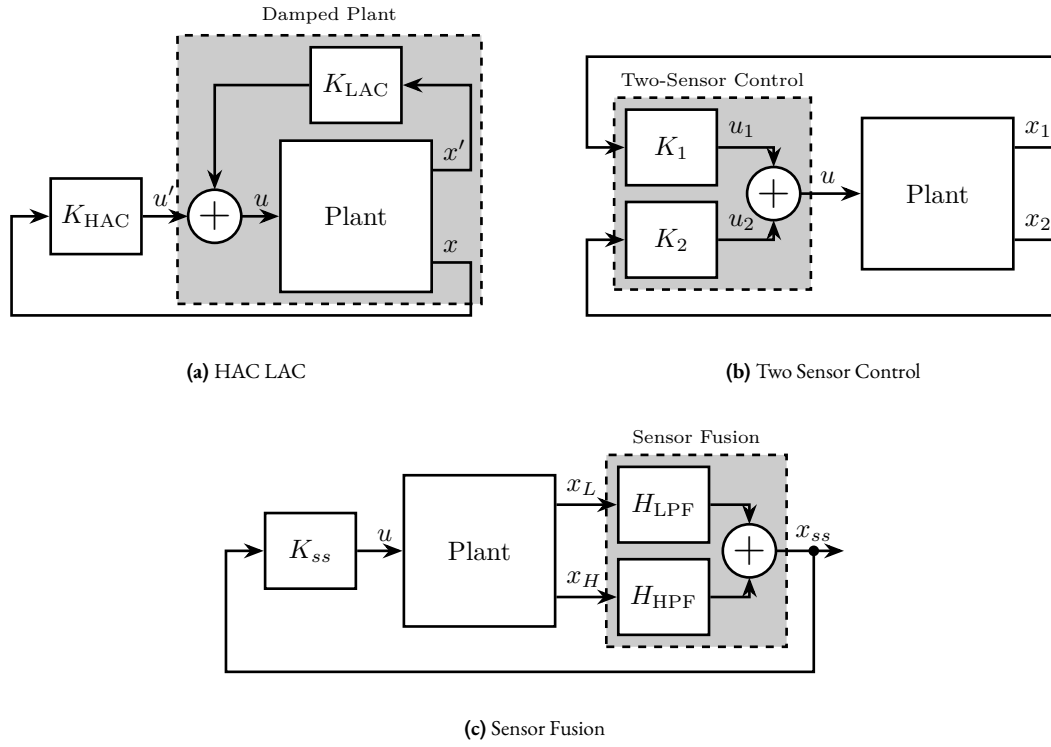 Damped Plant
K_LAC
x′
K_HAC
u′
+
u
Plant
x
(a) HAC LAC
Two-Sensor Control
K_1
u_1
x_1
+
u
Plant
K_2
u_2
x_2
(b) Two Sensor Control
Sensor Fusion
x_L
H_LPF
K_ss
u
Plant
+
x_ss
x_H
H_HPF
(c) Sensor Fusion